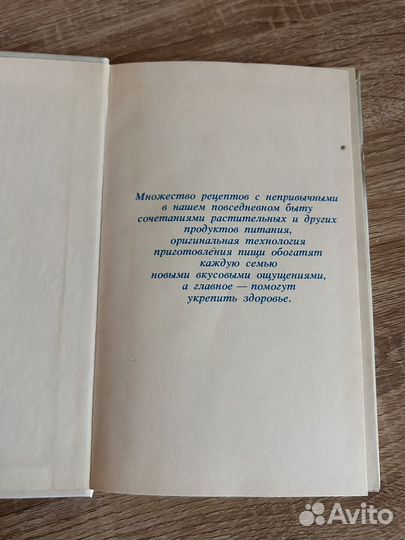 Множество рецептов с непривычными
в нашем повседневном быту
сочетаниями растительных и других
продуктов питания,
оригинальная технология
приготовления пищи обогатят
каждую семью
новыми вкусовыми ощущениями,
а главное — помогут
укрепить здоровье.
Avito